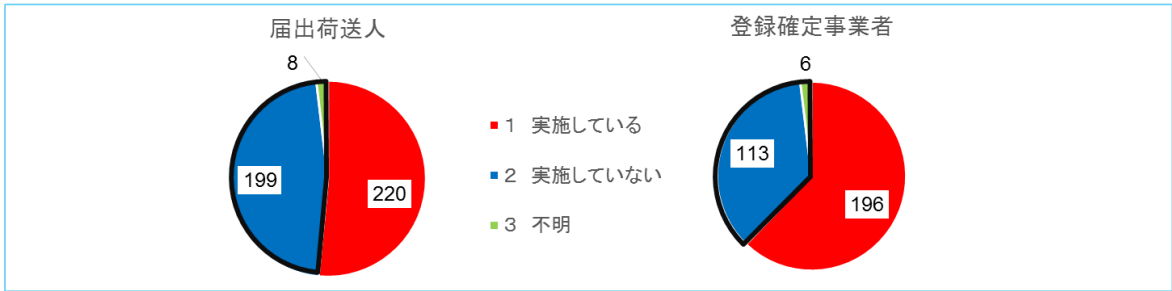 届出荷送人
8
199
220
1 実施している
2 実施していない
3 不明
登録確定事業者
6
113
196